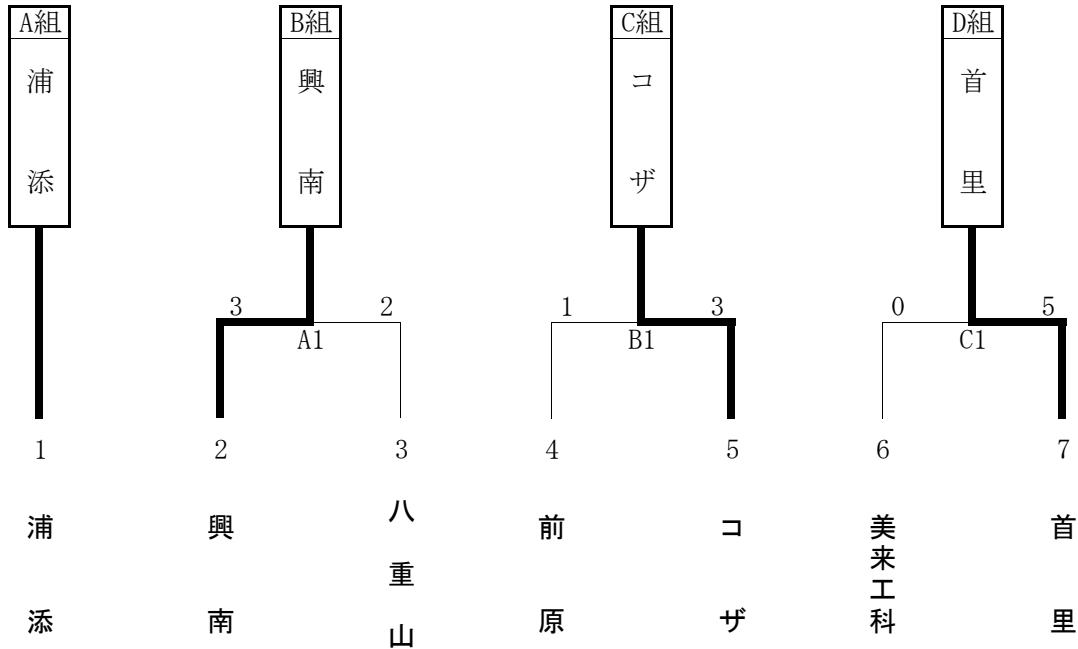 A組 B組 C組 D組
浦添 興南 コザ 首里
3 2 1 3 0 5
A1 B1 C1
1 2 3 4 5 6 7
浦添 興南 八重山 前原 コザ 美来工科 首里